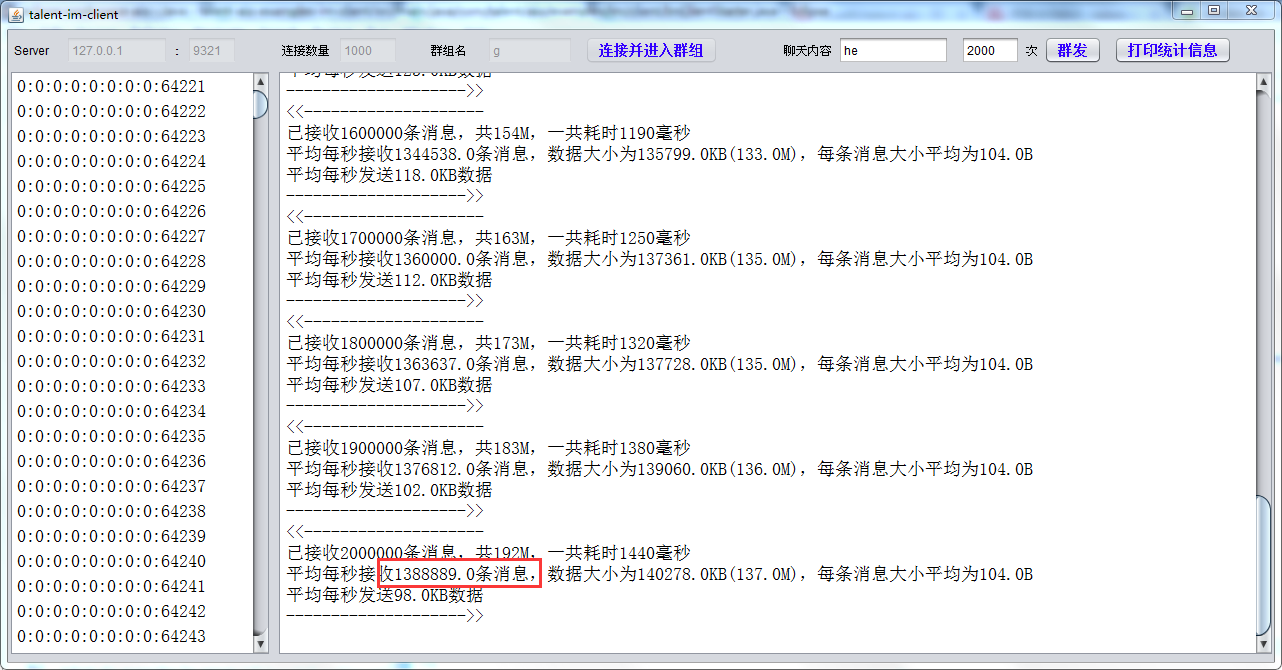 talent-im-client
Server 127.0.0.1 : 9321 连接数量 1000 群组名 g 连接并进入群组 聊天内容 he 2000 次 群发 打印统计信息
0:0:0:0:0:0:0:0:64221
0:0:0:0:0:0:0:0:64222
0:0:0:0:0:0:0:0:64223
0:0:0:0:0:0:0:0:64224
0:0:0:0:0:0:0:0:64225
0:0:0:0:0:0:0:0:64226
0:0:0:0:0:0:0:0:64227
0:0:0:0:0:0:0:0:64228
0:0:0:0:0:0:0:0:64229
0:0:0:0:0:0:0:0:64230
0:0:0:0:0:0:0:0:64231
0:0:0:0:0:0:0:0:64232
0:0:0:0:0:0:0:0:64233
0:0:0:0:0:0:0:0:64234
0:0:0:0:0:0:0:0:64235
0:0:0:0:0:0:0:0:64236
0:0:0:0:0:0:0:0:64237
0:0:0:0:0:0:0:0:64238
0:0:0:0:0:0:0:0:64239
0:0:0:0:0:0:0:0:64240
0:0:0:0:0:0:0:0:64241
0:0:0:0:0:0:0:0:64242
0:0:0:0:0:0:0:0:64243
-------------------->>
<<--------------------
已接收1600000条消息，共154M，一共耗时1190毫秒
平均每秒接收1344538.0条消息，数据大小为135799.0KB(133.0M)，每条消息大小平均为104.0B
平均每秒发送118.0KB数据
-------------------->>
<<--------------------
已接收1700000条消息，共163M，一共耗时1250毫秒
平均每秒接收1360000.0条消息，数据大小为137361.0KB(135.0M)，每条消息大小平均为104.0B
平均每秒发送112.0KB数据
-------------------->>
<<--------------------
已接收1800000条消息，共173M，一共耗时1320毫秒
平均每秒接收1363637.0条消息，数据大小为137728.0KB(135.0M)，每条消息大小平均为104.0B
平均每秒发送107.0KB数据
-------------------->>
<<--------------------
已接收1900000条消息，共183M，一共耗时1380毫秒
平均每秒接收1376812.0条消息，数据大小为139060.0KB(136.0M)，每条消息大小平均为104.0B
平均每秒发送102.0KB数据
-------------------->>
<<--------------------
已接收2000000条消息，共192M，一共耗时1440毫秒
平均每秒接收1388889.0条消息，数据大小为140278.0KB(137.0M)，每条消息大小平均为104.0B
平均每秒发送98.0KB数据
-------------------->>